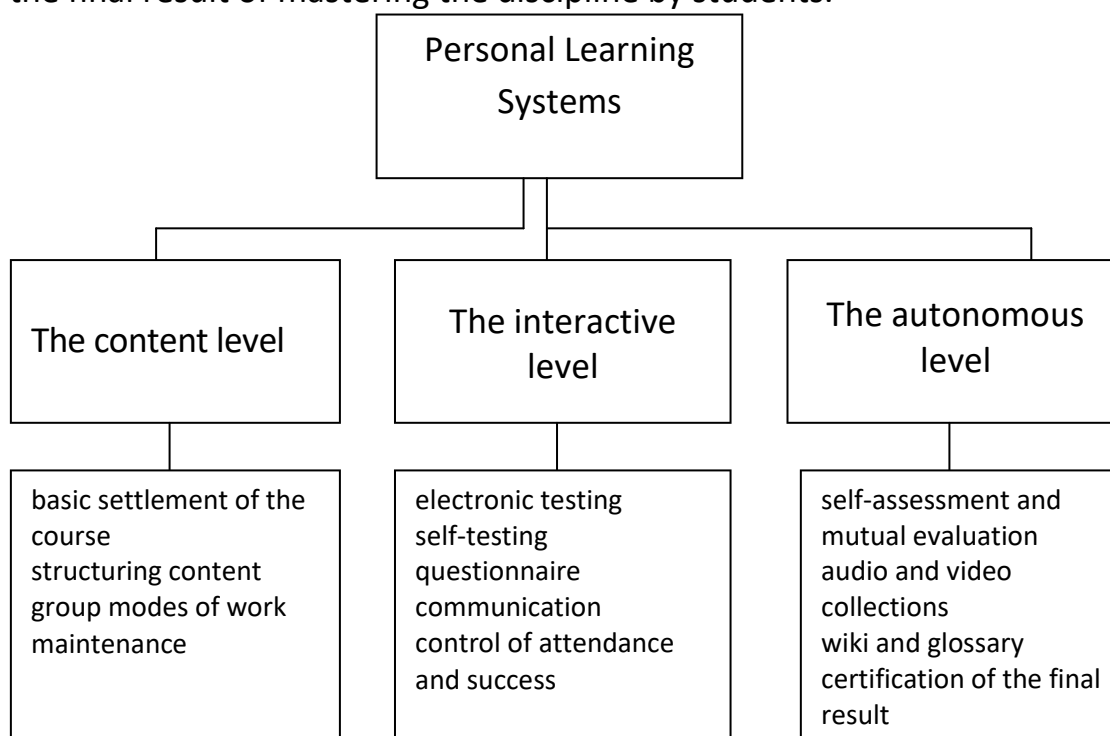 the final result of mastering the discipline by students.
Personal Learning
Systems
The content level
The interactive
level
The autonomous
level
basic settlement of the
course
structuring content
group modes of work
maintenance
electronic testing
self-testing
questionnaire
communication
control of attendance
and success
self-assessment and
mutual evaluation
audio and video
collections
wiki and glossary
certification of the final
result